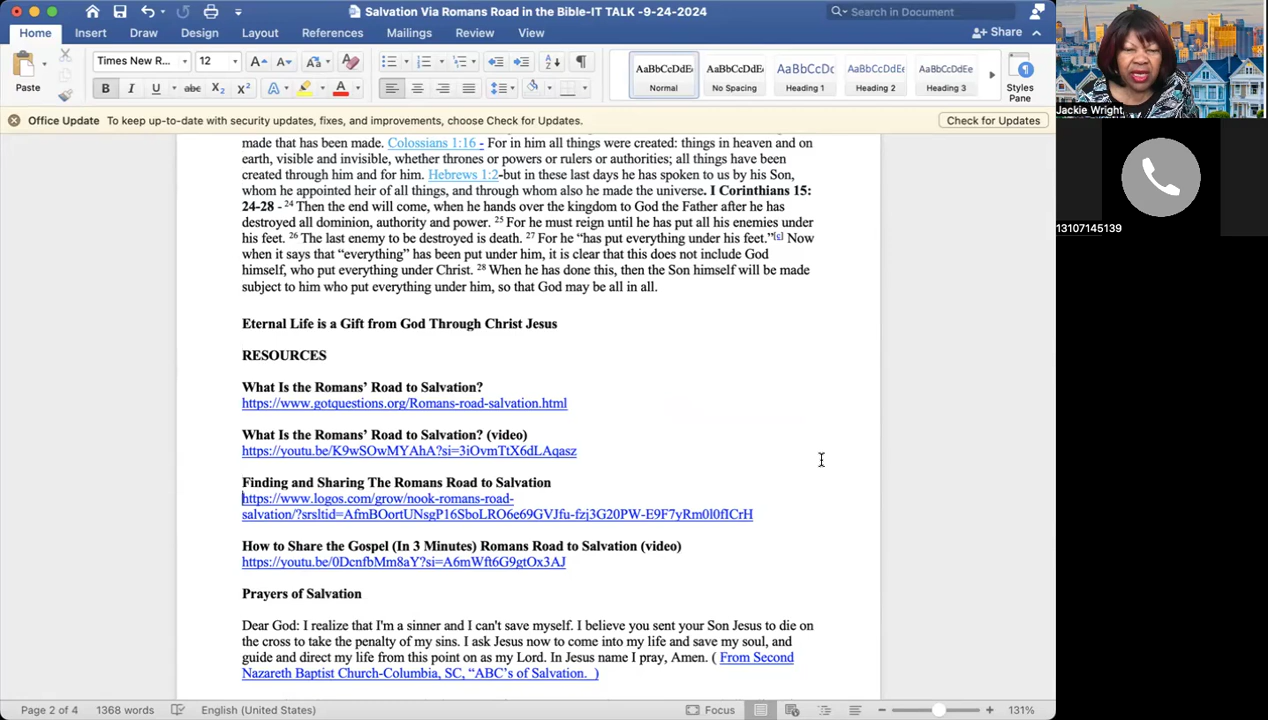 Salvation Via Romans Road in the Bible-IT TALK -9-24-2024
Search in Document
Home Insert Draw Design Layout References Mailings Review View
Share
Times New R... 12
Paste
AaBbCcDdEe AaBbCcDdEe AaBbCcDc AaBbCcDdEe AaBbCcDdEe
Normal No Spacing Heading 1 Heading 2 Heading 3
Styles Pane
Office Update To keep up-to-date with security updates, fixes, and improvements, choose Check for Updates.
Check for Updates
made that has been made. Colossians 1:16 - For in him all things were created: things in heaven and on
earth, visible and invisible, whether thrones or powers or rulers or authorities; all things have been
created through him and for him. Hebrews 1:2-but in these last days he has spoken to us by his Son,
whom he appointed heir of all things, and through whom also he made the universe. I Corinthians 15:
24-28 - 24 Then the end will come, when he hands over the kingdom to God the Father after he has
destroyed all dominion, authority and power. 25 For he must reign until he has put all his enemies under
his feet. 26 The last enemy to be destroyed is death. 27 For he “has put everything under his feet.”[c] Now
when it says that “everything” has been put under him, it is clear that this does not include God
himself, who put everything under Christ. 28 When he has done this, then the Son himself will be made
subject to him who put everything under him, so that God may be all in all.
Eternal Life is a Gift from God Through Christ Jesus
RESOURCES
What Is the Romans’ Road to Salvation?
https://www.gotquestions.org/Romans-road-salvation.html
What Is the Romans’ Road to Salvation? (video)
https://youtu.be/K9wSOwMYAhA?si=3iOvmTtX6dLAqasz
Finding and Sharing The Romans Road to Salvation
https://www.logos.com/grow/nook-romans-road-
salvation/?srsltid=AfmBOortUNsgP16SboLRO6e69GVJfu-fzj3G20PW-E9F7yRm0l0fICrH
How to Share the Gospel (In 3 Minutes) Romans Road to Salvation (video)
https://youtu.be/0DcnfbMm8aY?si=A6mWft6G9gtOx3AJ
Prayers of Salvation
Dear God: I realize that I'm a sinner and I can't save myself. I believe you sent your Son Jesus to die on
the cross to take the penalty of my sins. I ask Jesus now to come into my life and save my soul, and
guide and direct my life from this point on as my Lord. In Jesus name I pray, Amen. ( From Second
Nazareth Baptist Church-Columbia, SC, “ABC’s of Salvation. )
Page 2 of 4 1368 words English (United States) Focus 131%
Jackie Wright
13107145139